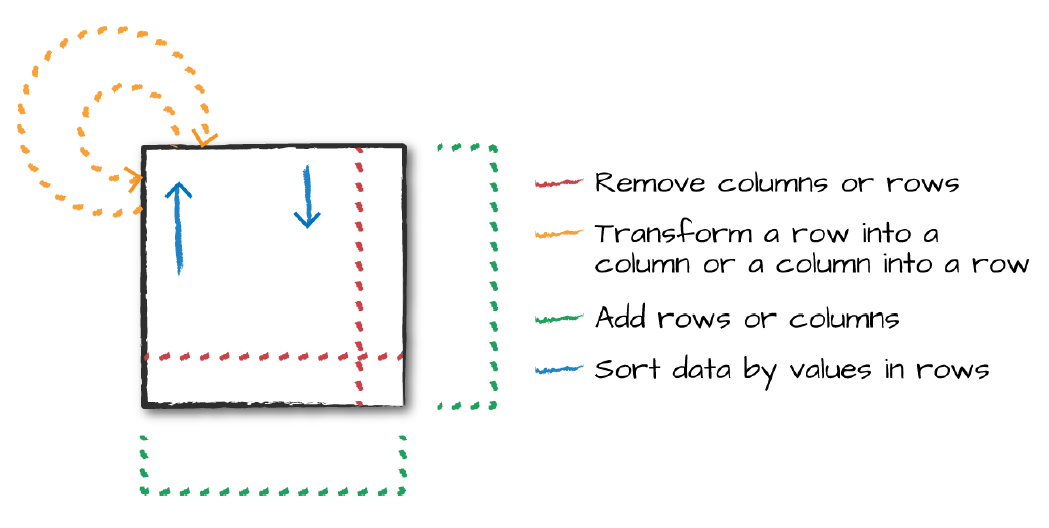 Remove columns or rows
Transform a row into a
column or a column into a row
Add rows or columns
Sort data by values in rows